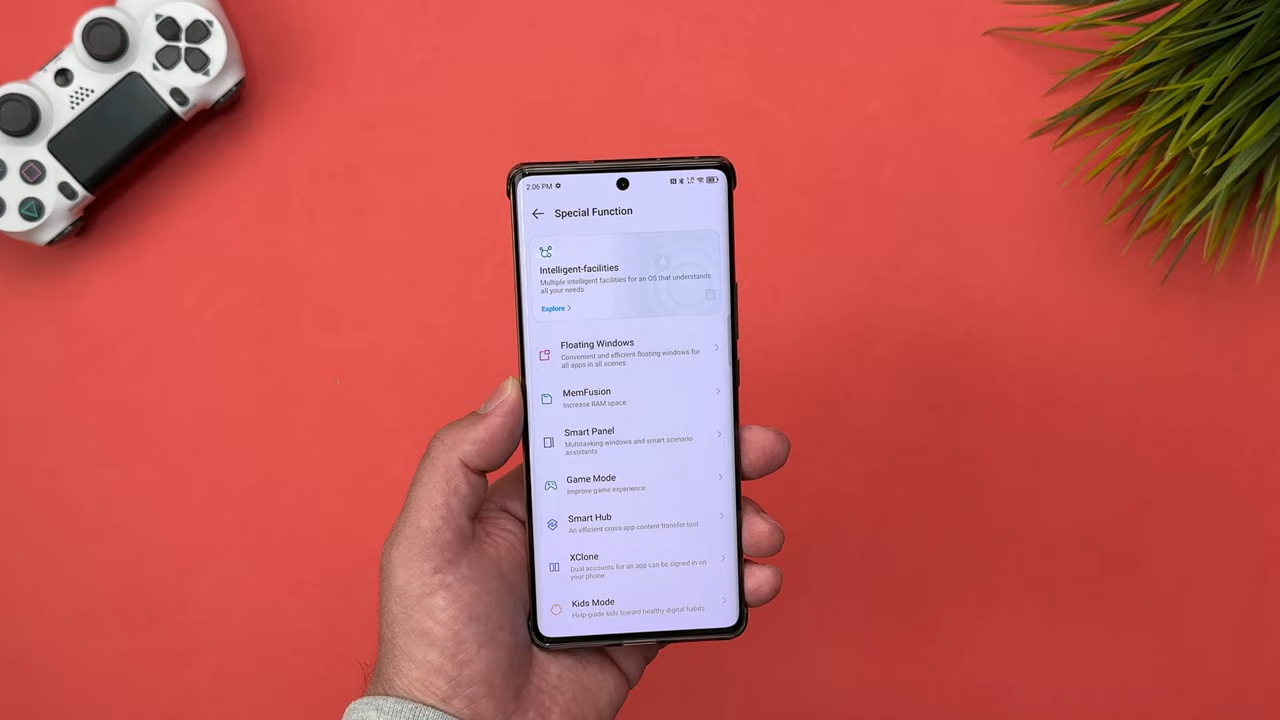 2:06 PM
Special Function
Intelligent-facilities
Multiple intelligent facilities for an OS that understands
all your needs
Explore >
Floating Windows
Convenient and efficient floating windows for
all apps in all scenes.
MemFusion
Increase RAM space
Smart Panel
Multitasking windows and smart scenario
assistants
Game Mode
Improve game experience
Smart Hub
An efficient cross-app content transfer tool
XClone
Dual accounts for an app can be signed in on
your phone
Kids Mode
Help guide kids toward healthy digital habits